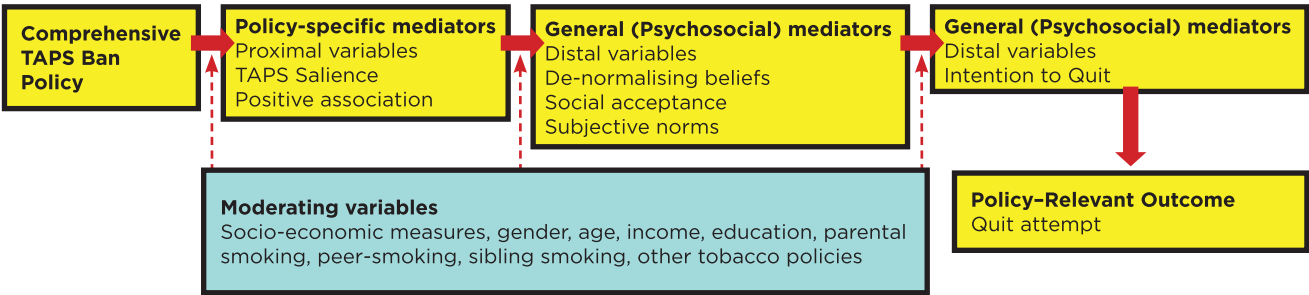 Comprehensive
TAPS Ban
Policy
Policy-specific mediators
Proximal variables
TAPS Salience
Positive association
General (Psychosocial) mediators
Distal variables
De-normalising beliefs
Social acceptance
Subjective norms
General (Psychosocial) mediators
Distal variables
Intention to Quit
Moderating variables
Socio-economic measures, gender, age, income, education, parental
smoking, peer-smoking, sibling smoking, other tobacco policies
Policy–Relevant Outcome
Quit attempt